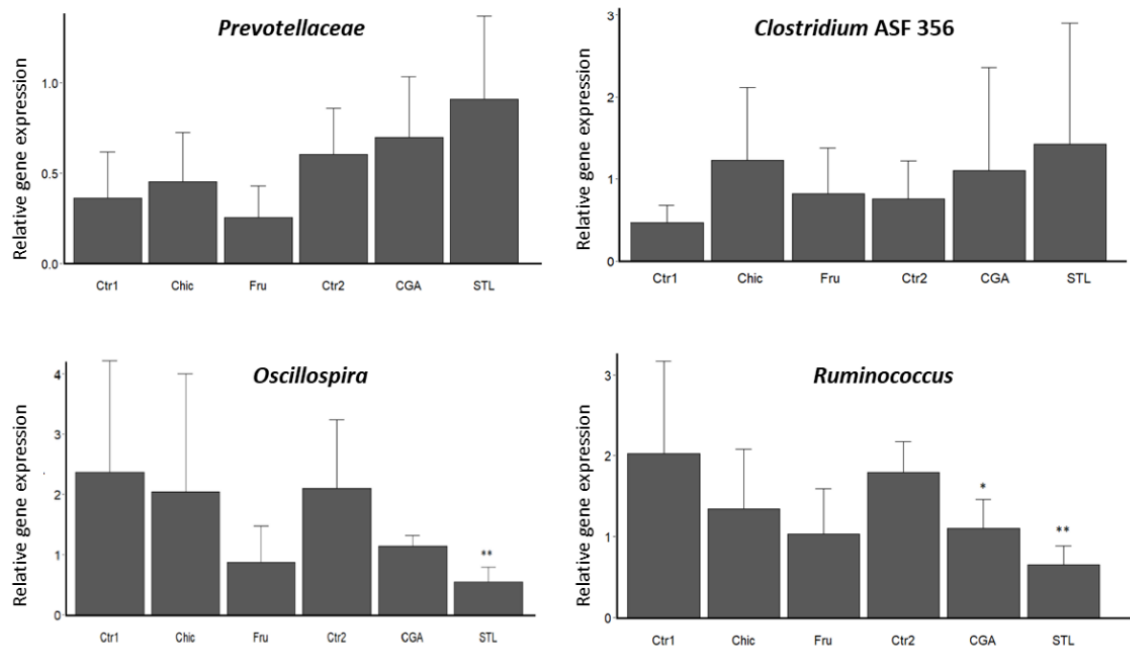 Prevotellaceae
Relative gene expression
1.0
0.5
0.0
Ctr1 Chic Fru Ctr2 CGA STL
Clostridium ASF 356
Relative gene expression
3
2
1
0
Ctr1 Chic Fru Ctr2 CGA STL
Oscillospira
Relative gene expression
4
3
2
1
0
**
Ctr1 Chic Fru Ctr2 CGA STL
Ruminococcus
Relative gene expression
3
2
1
0
*
**
Ctr1 Chic Fru Ctr2 CGA STL